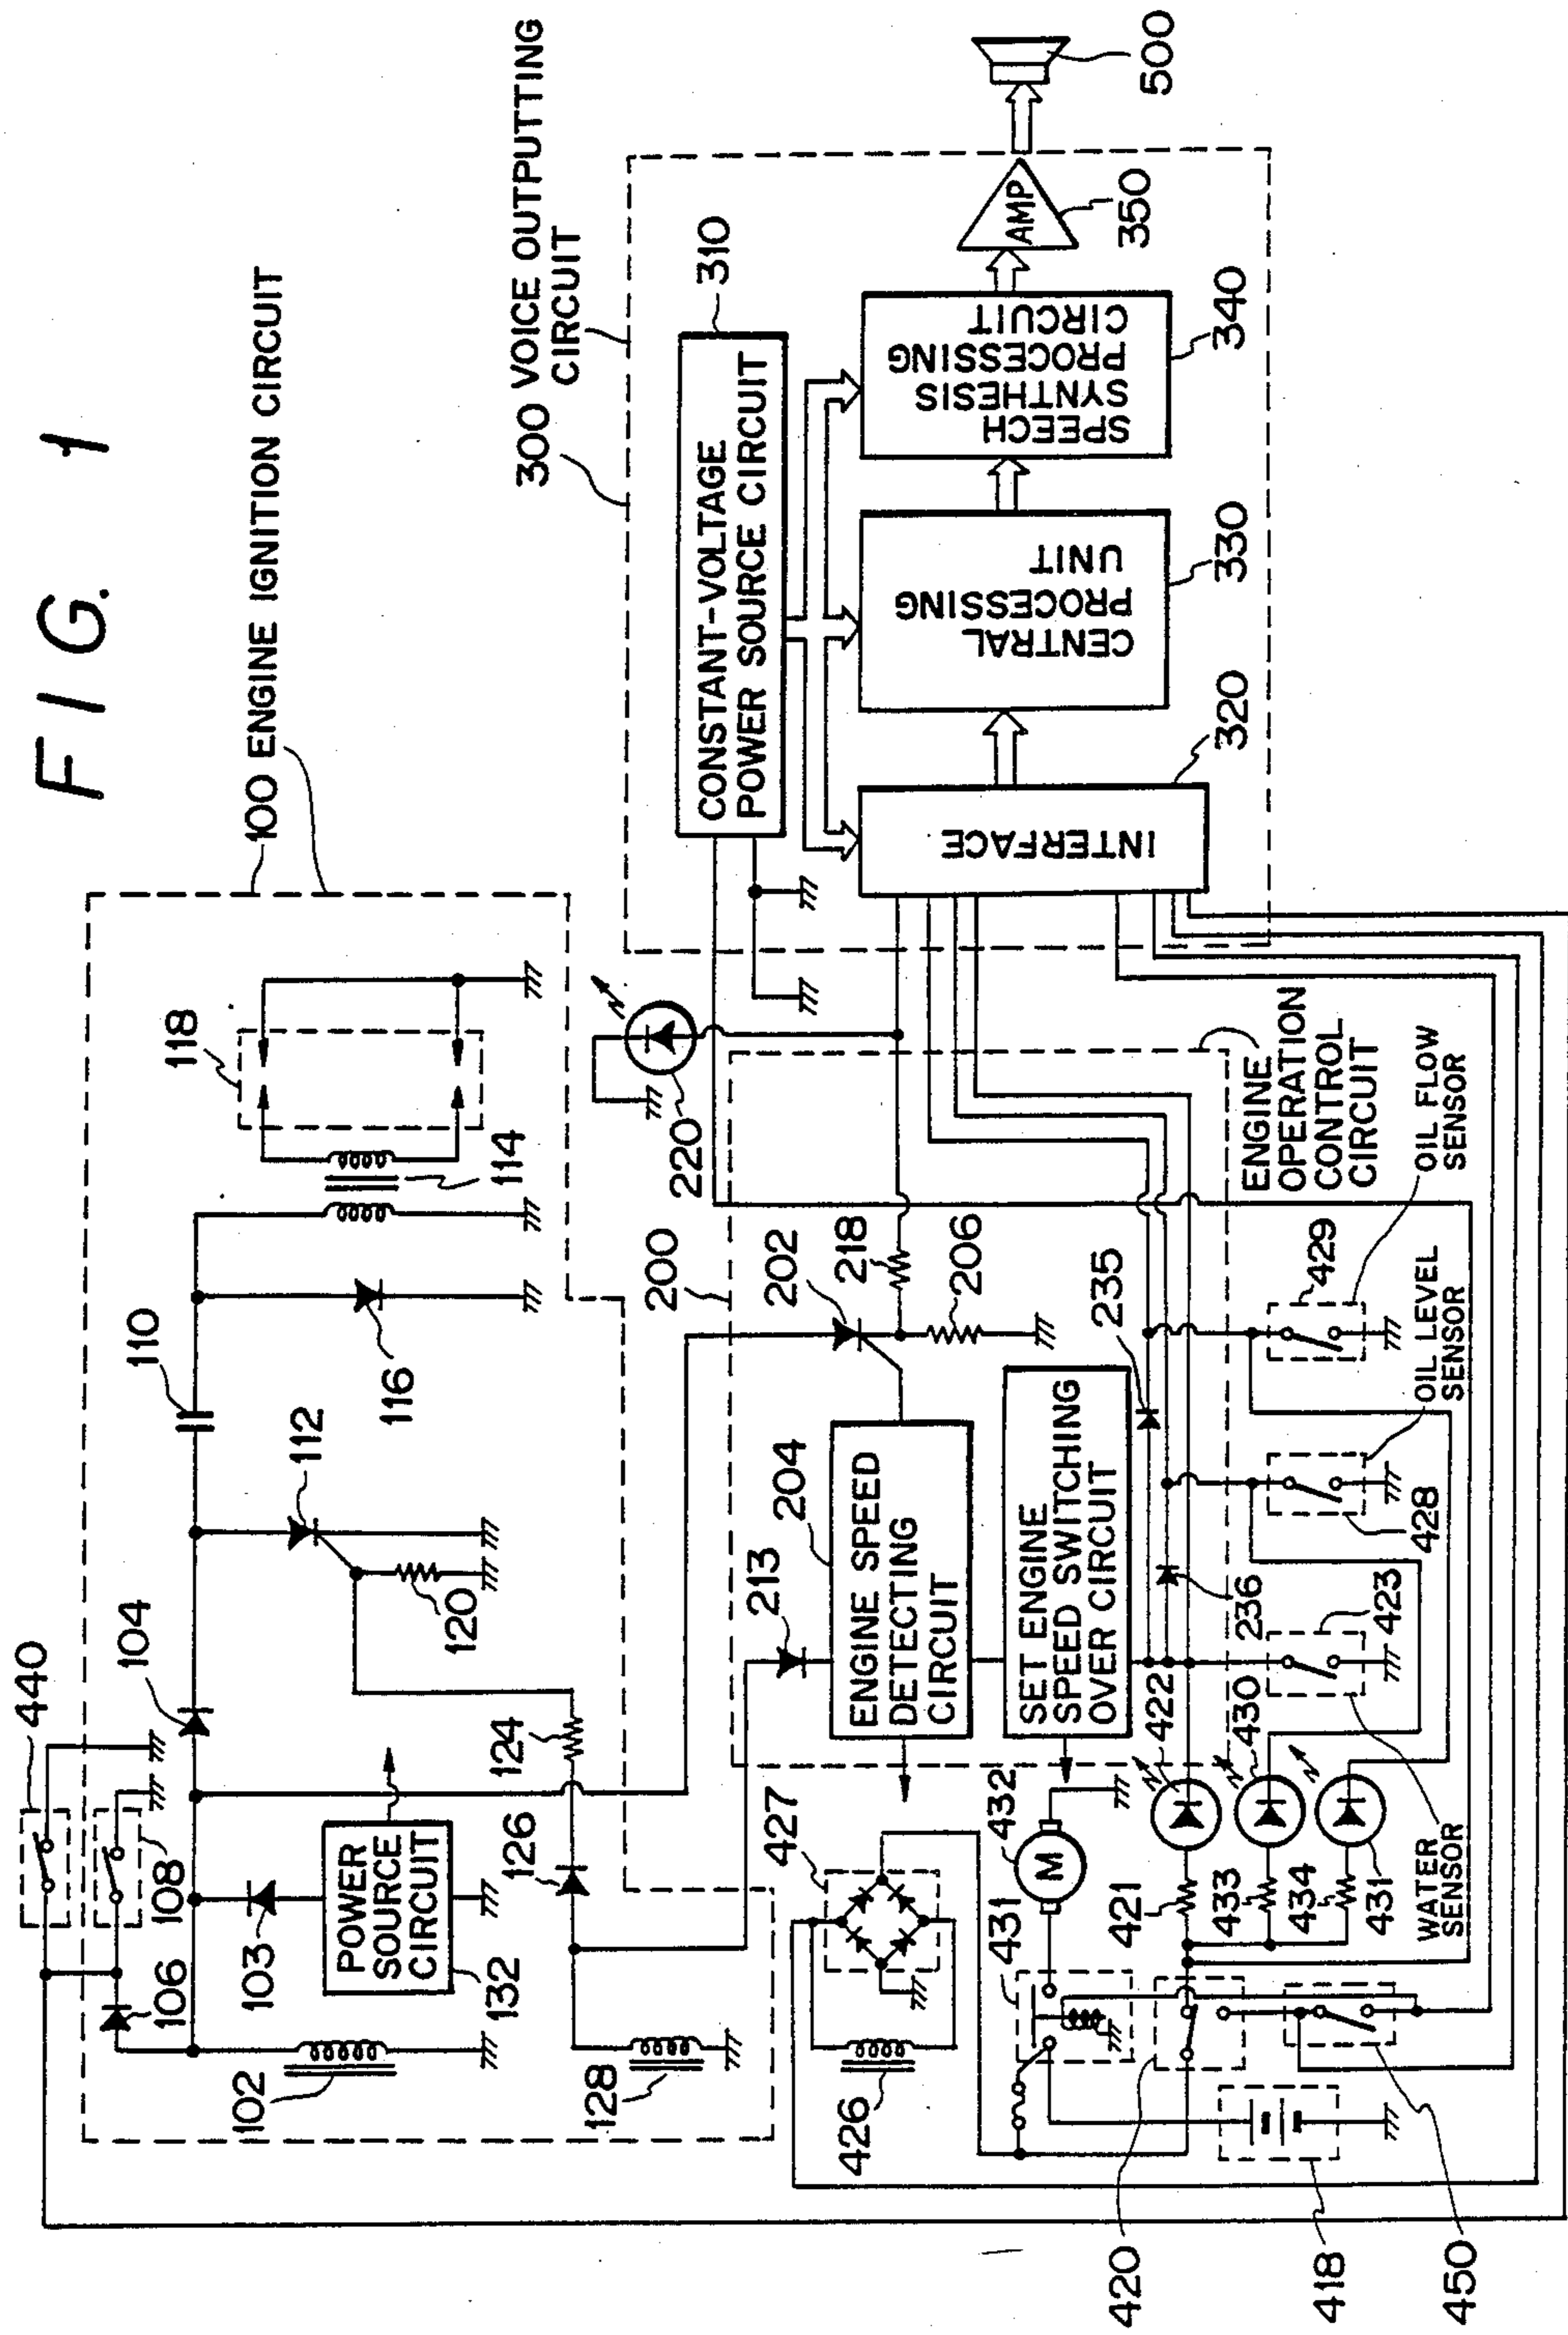 FIG. 1
100 ENGINE IGNITION CIRCUIT
300 VOICE OUTPUTTING
CIRCUIT
440
104
110
118
108
106
103
112
116
114
120
POWER
SOURCE
CIRCUIT
132
102
124
126
128
220
310
CONSTANT-VOLTAGE
POWER SOURCE CIRCUIT
200
202
218
206
213
204
ENGINE SPEED
DETECTING
CIRCUIT
SET ENGINE
SPEED SWITCHING
OVER CIRCUIT
235
236
INTERFACE
320
CENTRAL
PROCESSING
UNIT
330
SPEECH
SYNTHESIS
PROCESSING
CIRCUIT
340
AMP
350
500
ENGINE
OPERATION
CONTROL
CIRCUIT
427
426
431
432
M
422
430
421
433
434
431
423
428
429
WATER
SENSOR
OIL LEVEL
SENSOR
OIL FLOW
SENSOR
420
418
450